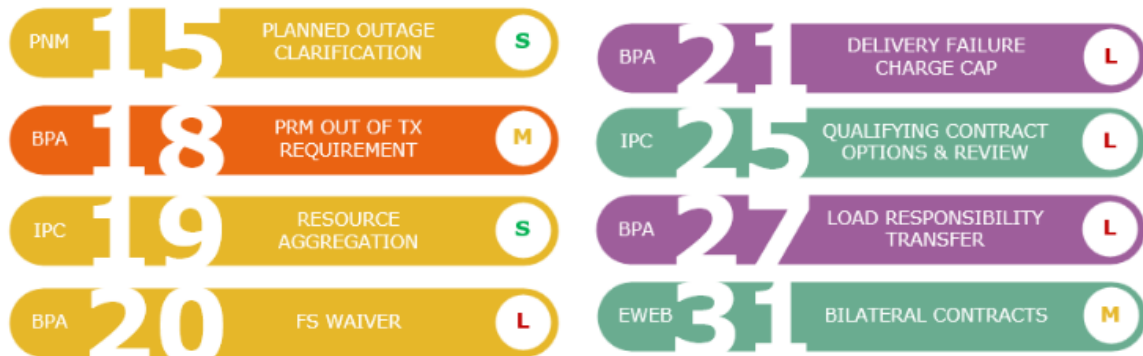 PNM 15 PLANNED OUTAGE
CLARIFICATION S
BPA 18 PRM OUT OF TX
REQUIREMENT M
IPC 19 RESOURCE
AGGREGATION S
BPA 20 FS WAIVER L
BPA 21 DELIVERY FAILURE
CHARGE CAP L
IPC 25 QUALIFYING CONTRACT
OPTIONS & REVIEW L
BPA 27 LOAD RESPONSIBILITY
TRANSFER L
EWEB 31 BILATERAL CONTRACTS M